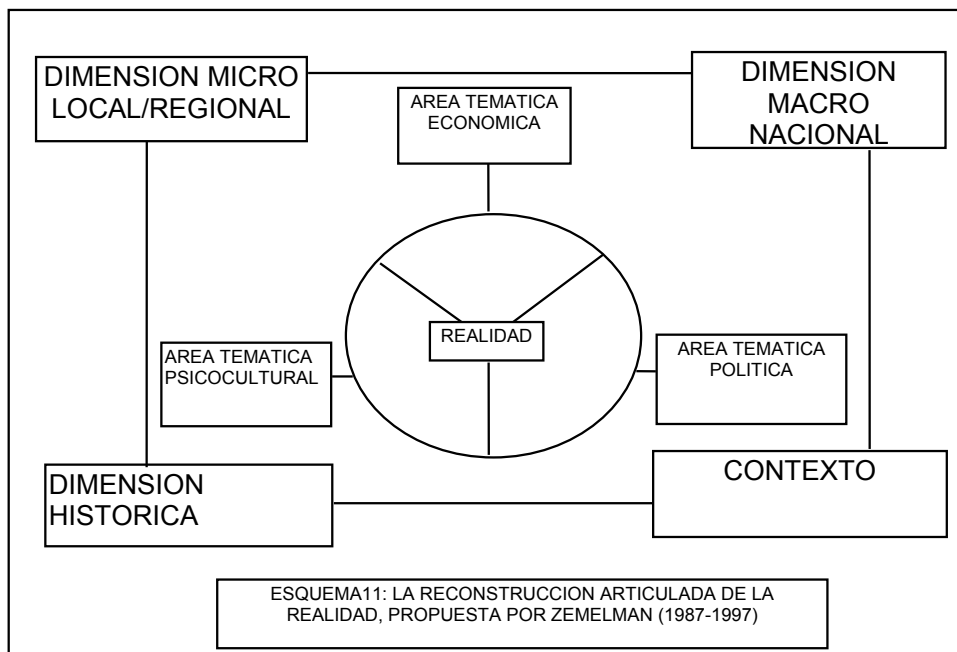 DIMENSION MICRO
LOCAL/REGIONAL
DIMENSION
MACRO
NACIONAL
AREA TEMATICA
ECONOMICA
REALIDAD
AREA TEMATICA
PSICOCULTURAL
AREA TEMATICA
POLITICA
DIMENSION
HISTORICA
CONTEXTO
ESQUEMA11: LA RECONSTRUCCION ARTICULADA DE LA
REALIDAD, PROPUESTA POR ZEMELMAN (1987-1997)